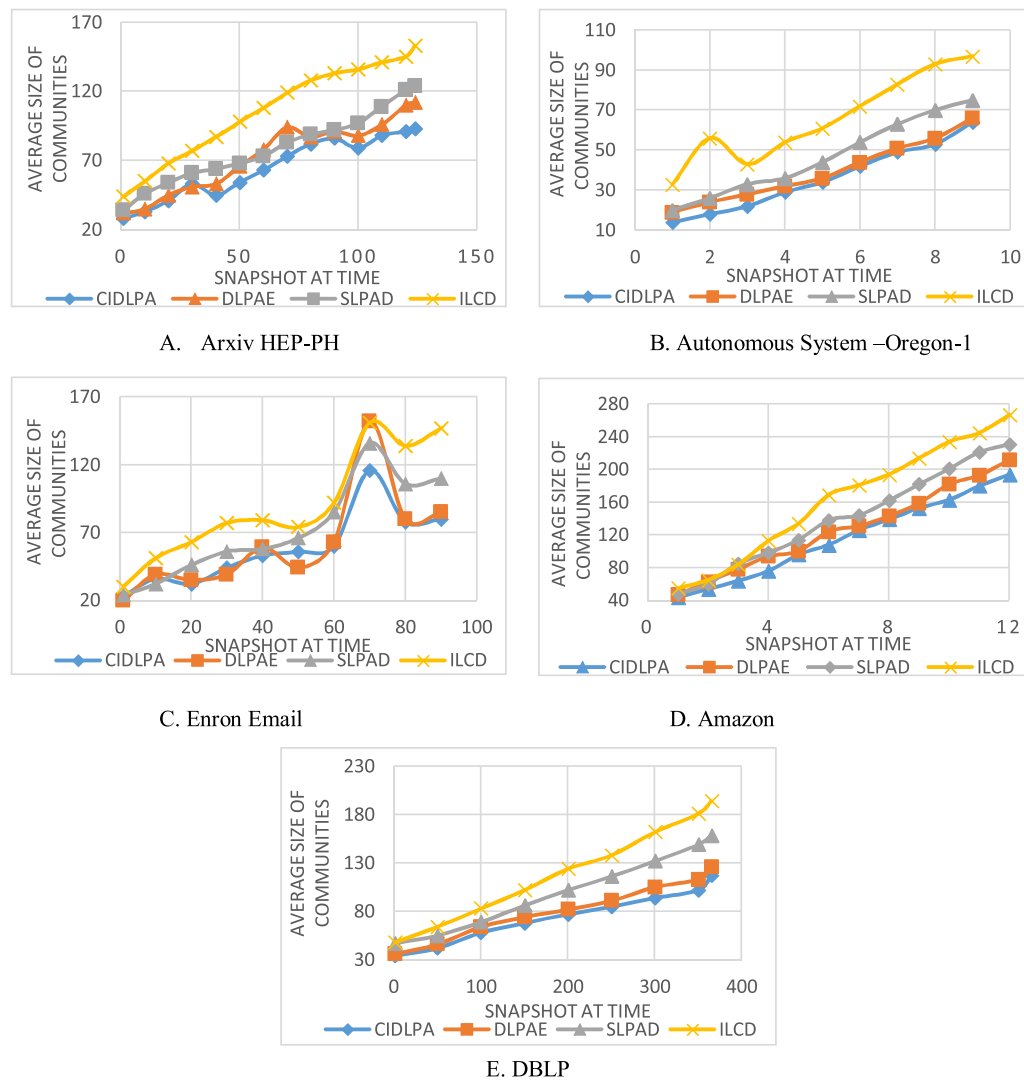 AVERAGE SIZE OF
COMMUNITIES
170
120
70
20
0
50
100
150
SNAPSHOT AT TIME
CIDLPA DLPAE SLPAD ILCD
A. Arxiv HEP-PH
AVERAGE SIZE OF
COMMUNITIES
110
90
70
50
30
10
0 2 4 6 8 10
SNAPSHOT AT TIME
CIDLPA DLPAE SLPAD ILCD
B. Autonomous System –Oregon-1
AVERAGE SIZE OF
COMMUNITIES
170
120
70
20
0 20 40 60 80 100
SNAPSHOT AT TIME
CIDLPA DLPAE SLPAD ILCD
C. Enron Email
AVERAGE SIZE OF
COMMUNITIES
280
240
200
160
120
80
40
0 4 8 12
SNAPSHOT AT TIME
CIDLPA DLPAE SLPAD ILCD
D. Amazon
AVERAGE SIZE OF
COMMUNITIES
230
180
130
80
30
0 100 200 300 400
SNAPSHOT AT TIME
CIDLPA DLPAE SLPAD ILCD
E. DBLP